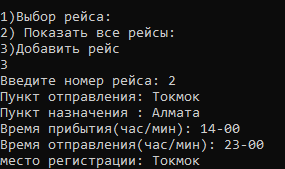 1)Выбор рейса:
2) Показать все рейсы:
3)Добавить рейс
3
Введите номер рейса: 2
Пункт отправления: Токмок
Пункт назначения : Алмата
Время прибытия(час/мин): 14-00
Время отправления(час/мин): 23-00
место регистрации: Токмок